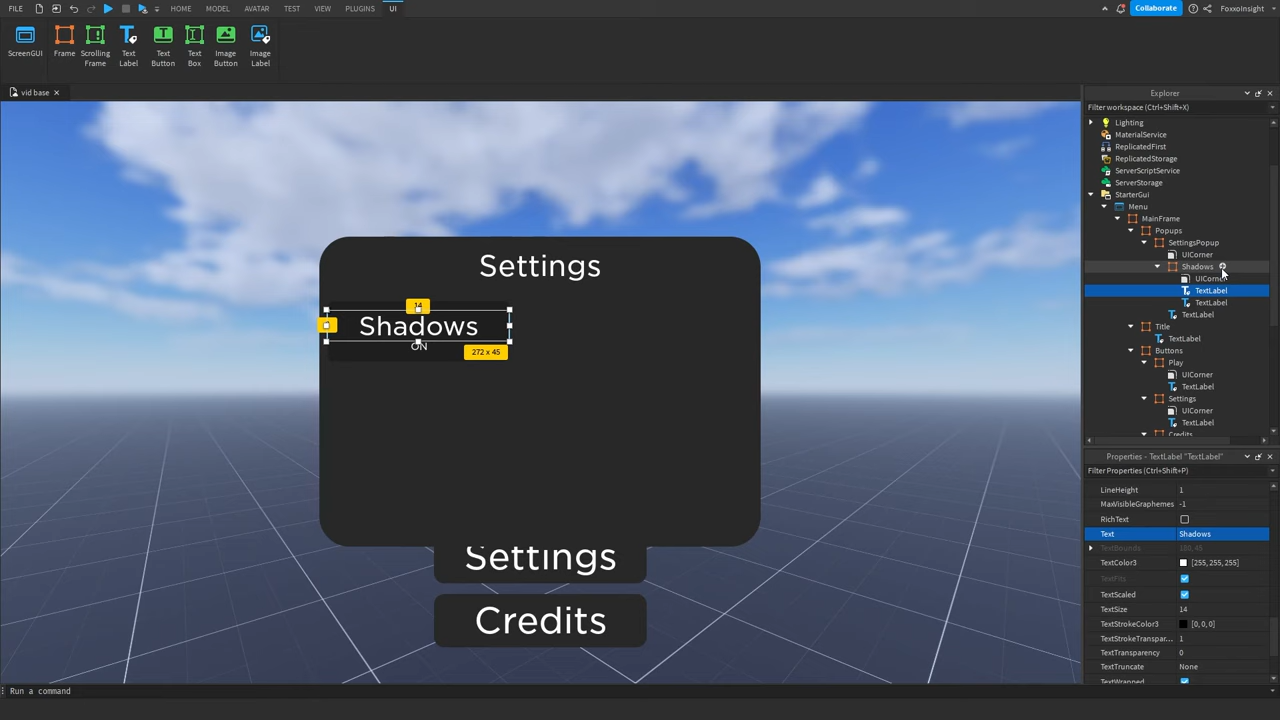 FILE HOME MODEL AVATAR TEST VIEW PLUGINS UI Collaborate FoxxoInsight
ScreenGUI Frame Scrolling Frame Text Label Text Button Text Box Image Button Image Label
vid base
Settings
14
Shadows
ON
272 x 45
Settings
Credits
Explorer
Filter workspace (Ctrl+Shift+X)
Lighting
MaterialService
ReplicatedFirst
ReplicatedStorage
ServerScriptService
ServerStorage
StarterGui
Menu
MainFrame
Popups
SettingsPopup
UICorner
Shadows
UICorner
TextLabel
TextLabel
TextLabel
Title
TextLabel
Buttons
Play
UICorner
TextLabel
Settings
UICorner
TextLabel
Credits
Properties - TextLabel "TextLabel"
Filter Properties (Ctrl+Shift+P)
LineHeight 1
MaxVisibleGraphemes -1
RichText
Text Shadows
TextBounds 180,45
TextColor3 [255,255,255]
TextFits
TextScaled
TextSize 14
TextStrokeColor3 [0,0,0]
TextStrokeTranspar... 1
TextTransparency 0
TextTruncate None
TextWrapped
Run a command